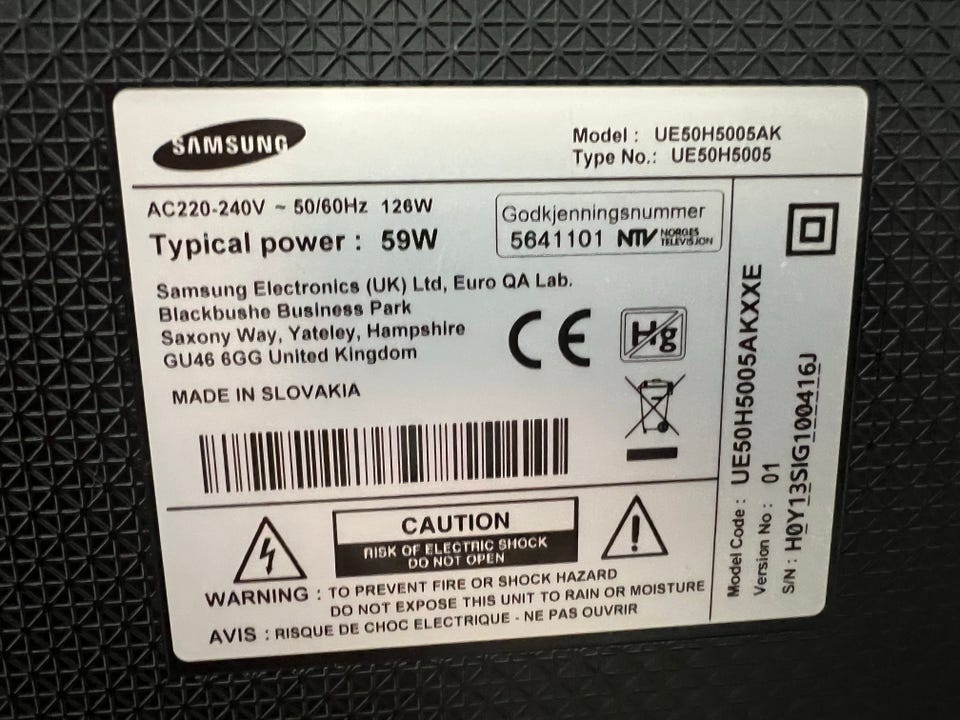 SAMSUNG
Model : UE50H5005AK
Type No.: UE50H5005
AC220-240V ~ 50/60Hz 126W
Typical power : 59W
Godkjenningsnummer
5641101 NTV NORGES
TELEVISJON
Samsung Electronics (UK) Ltd, Euro QA Lab.
Blackbushe Business Park
Saxony Way, Yateley, Hampshire
GU46 6GG United Kingdom
MADE IN SLOVAKIA
CE
Hg
CAUTION
RISK OF ELECTRIC SHOCK
DO NOT OPEN
WARNING : TO PREVENT FIRE OR SHOCK HAZARD
DO NOT EXPOSE THIS UNIT TO RAIN OR MOISTURE
AVIS : RISQUE DE CHOC ELECTRIQUE - NE PAS OUVRIR
Model Code : UE50H5005AKXXE
Version No : 01
S/N : H0Y13SIG100416J